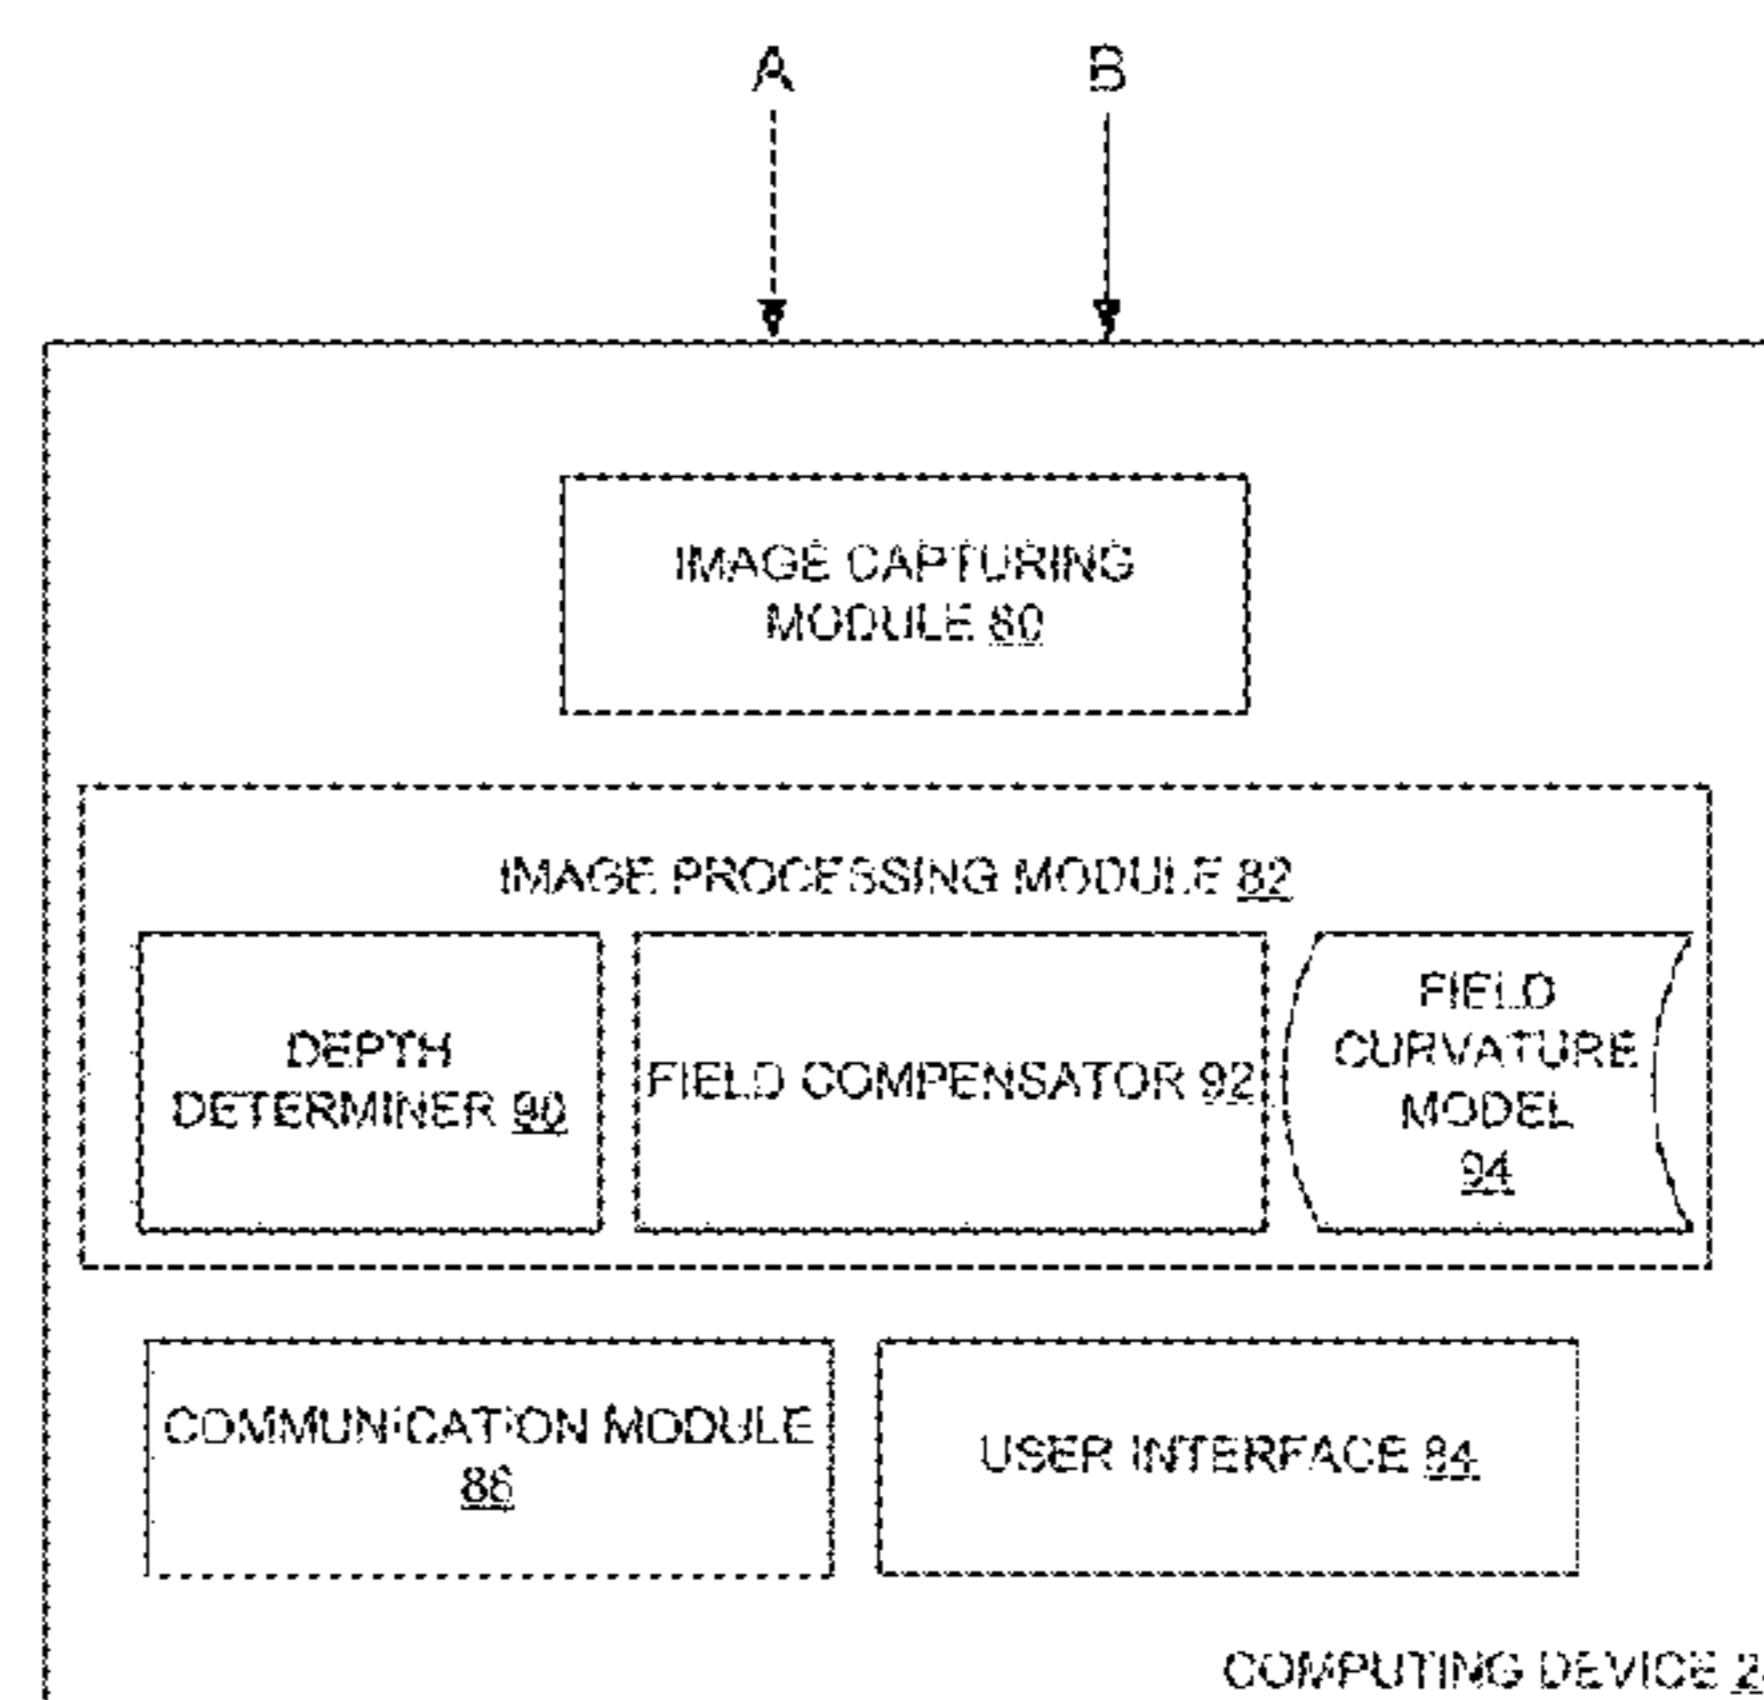 A
B
IMAGE CAPTURING
MODULE 80
IMAGE PROCESSING MODULE 82
DEPTH
DETERMINER 90
FIELD COMPENSATOR 92
FIELD
CURVATURE
MODEL
94
COMMUNICATION MODULE
86
USER INTERFACE 84
COMPUTING DEVICE